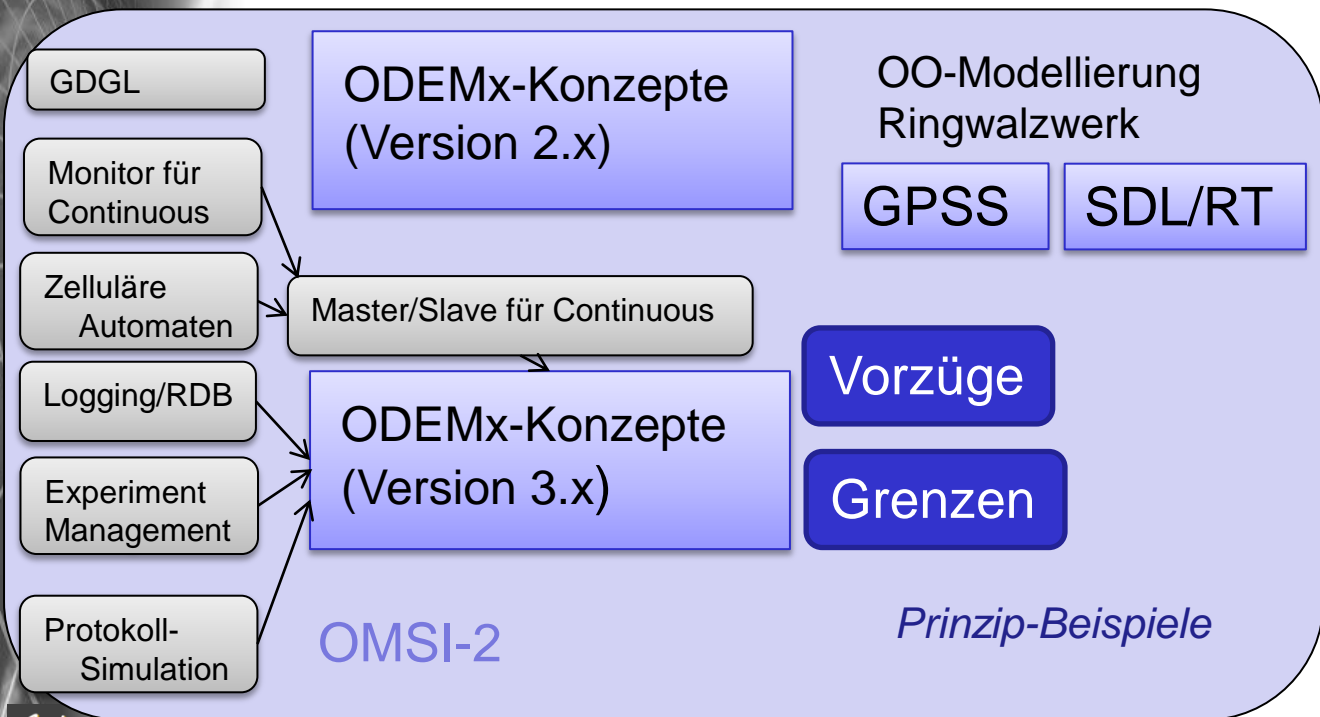 GDGL
Monitor für
Continuous
Zelluläre
Automaten
Logging/RDB
Experiment
Management
Protokoll-
Simulation
ODEMx-Konzepte
(Version 2.x)
Master/Slave für Continuous
ODEMx-Konzepte
(Version 3.x)
OMSI-2
OO-Modellierung
Ringwalzwerk
GPSS
SDL/RT
Vorzüge
Grenzen
Prinzip-Beispiele